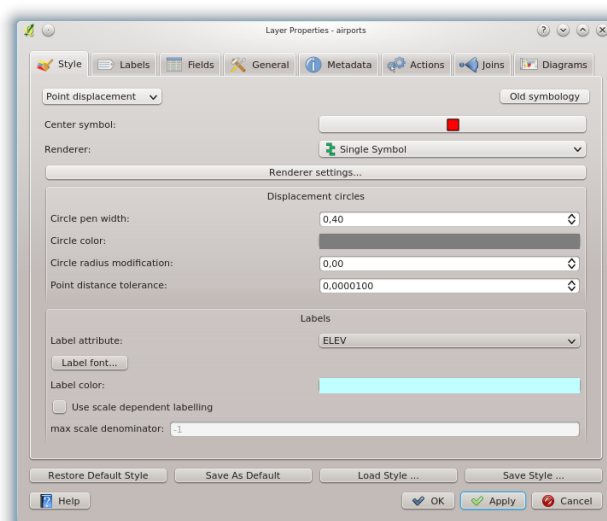 Layer Properties - airports
Style Labels Fields General Metadata Actions Joins Diagrams
Point displacement Old symbology
Center symbol:
Renderer: Single Symbol
Renderer settings...
Displacement circles
Circle pen width: 0,40
Circle color:
Circle radius modification: 0,00
Point distance tolerance: 0,0000100
Labels
Label attribute: ELEV
Label font...
Label color:
Use scale dependent labelling
max scale denominator: -1
Restore Default Style Save As Default Load Style ... Save Style ...
Help OK Apply Cancel